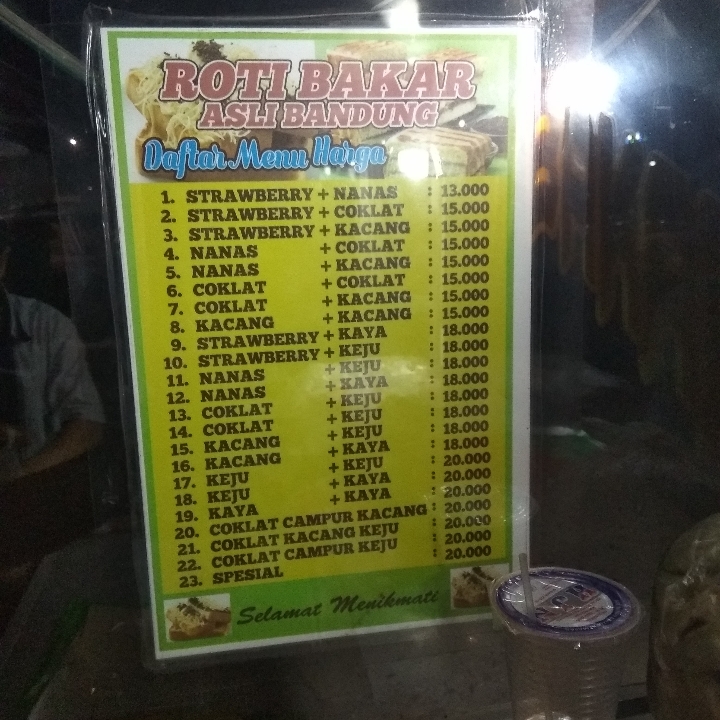 ROTI BAKAR
ASLI BANDUNG
Daftar Menu Harga
1. STRAWBERRY + NANAS : 13.000
2. STRAWBERRY + COKLAT : 15.000
3. STRAWBERRY + KACANG : 15.000
4. NANAS + COKLAT : 15.000
5. NANAS + KACANG : 15.000
6. COKLAT + COKLAT : 15.000
7. COKLAT + KACANG : 15.000
8. KACANG + KACANG : 15.000
9. STRAWBERRY + KAYA : 18.000
10. STRAWBERRY + KEJU : 18.000
11. NANAS + KEJU : 18.000
12. NANAS + KAYA : 18.000
13. COKLAT + KEJU : 18.000
14. COKLAT + KEJU : 18.000
15. KACANG + KEJU : 18.000
16. KACANG + KAYA : 18.000
17. KEJU + KEJU : 20.000
18. KEJU + KAYA : 20.000
19. KAYA + KAYA : 20.000
20. COKLAT CAMPUR KACANG : 20.000
21. COKLAT KACANG KEJU : 20.000
22. COKLAT CAMPUR KEJU : 20.000
23. SPESIAL : 20.000
Selamat Menikmati